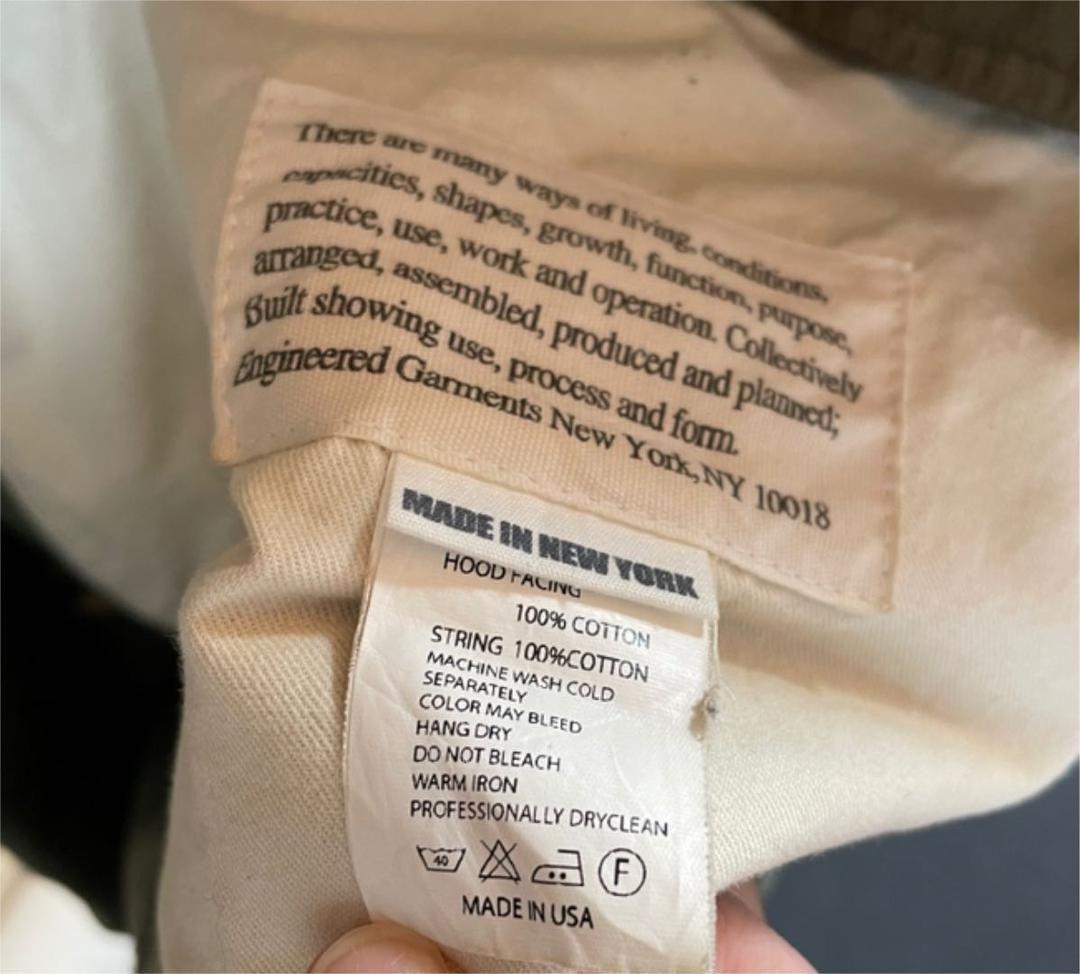 There are many ways of living, conditions,
capacities, shapes, growth, function, purpose,
practice, use, work and operation. Collectively
arranged, assembled, produced and planned;
Built showing use, process and form.
Engineered Garments New York, NY 10018
MADE IN NEW YORK
HOOD FACING
100% COTTON
STRING 100%COTTON
MACHINE WASH COLD
SEPARATELY
COLOR MAY BLEED
HANG DRY
DO NOT BLEACH
WARM IRON
PROFESSIONALLY DRYCLEAN
40 F
MADE IN USA